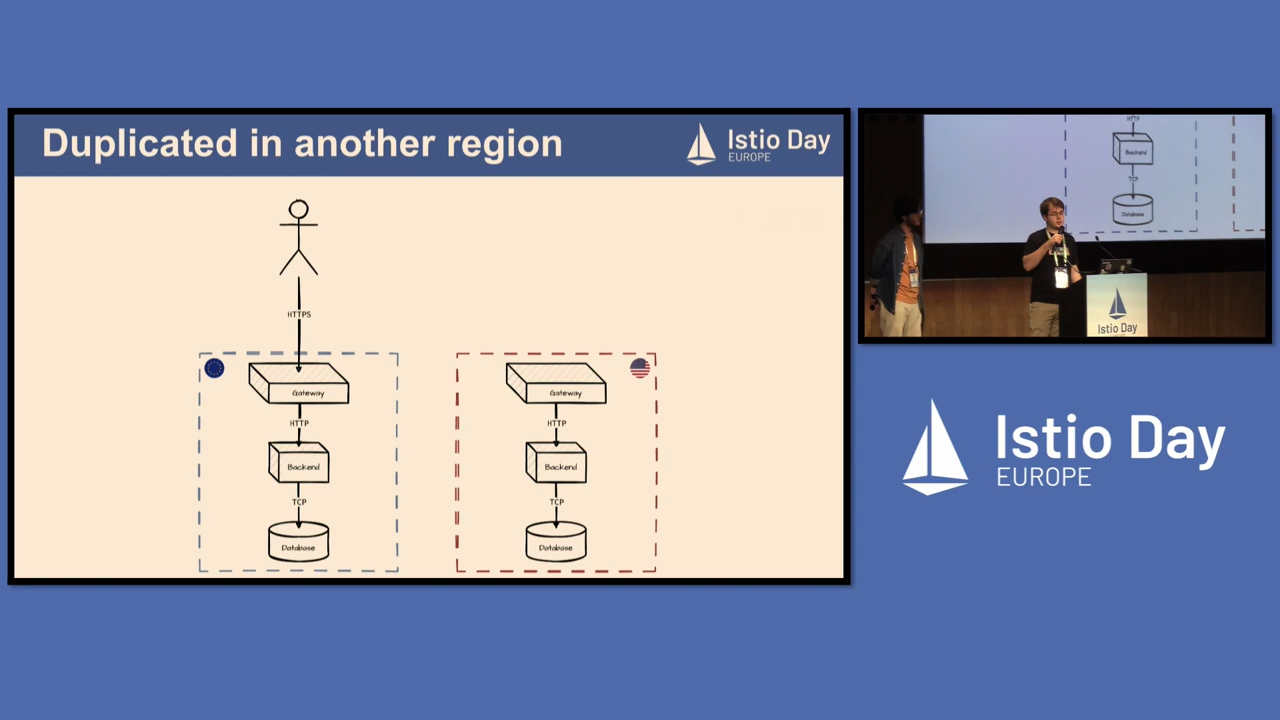 Duplicated in another region
Istio Day
EUROPE
HTTPS
Gateway
HTTP
Backend
TCP
Database
Gateway
HTTP
Backend
TCP
Database
HTTP
Backend
TCP
Database
Istio Day
Istio Day
EUROPE